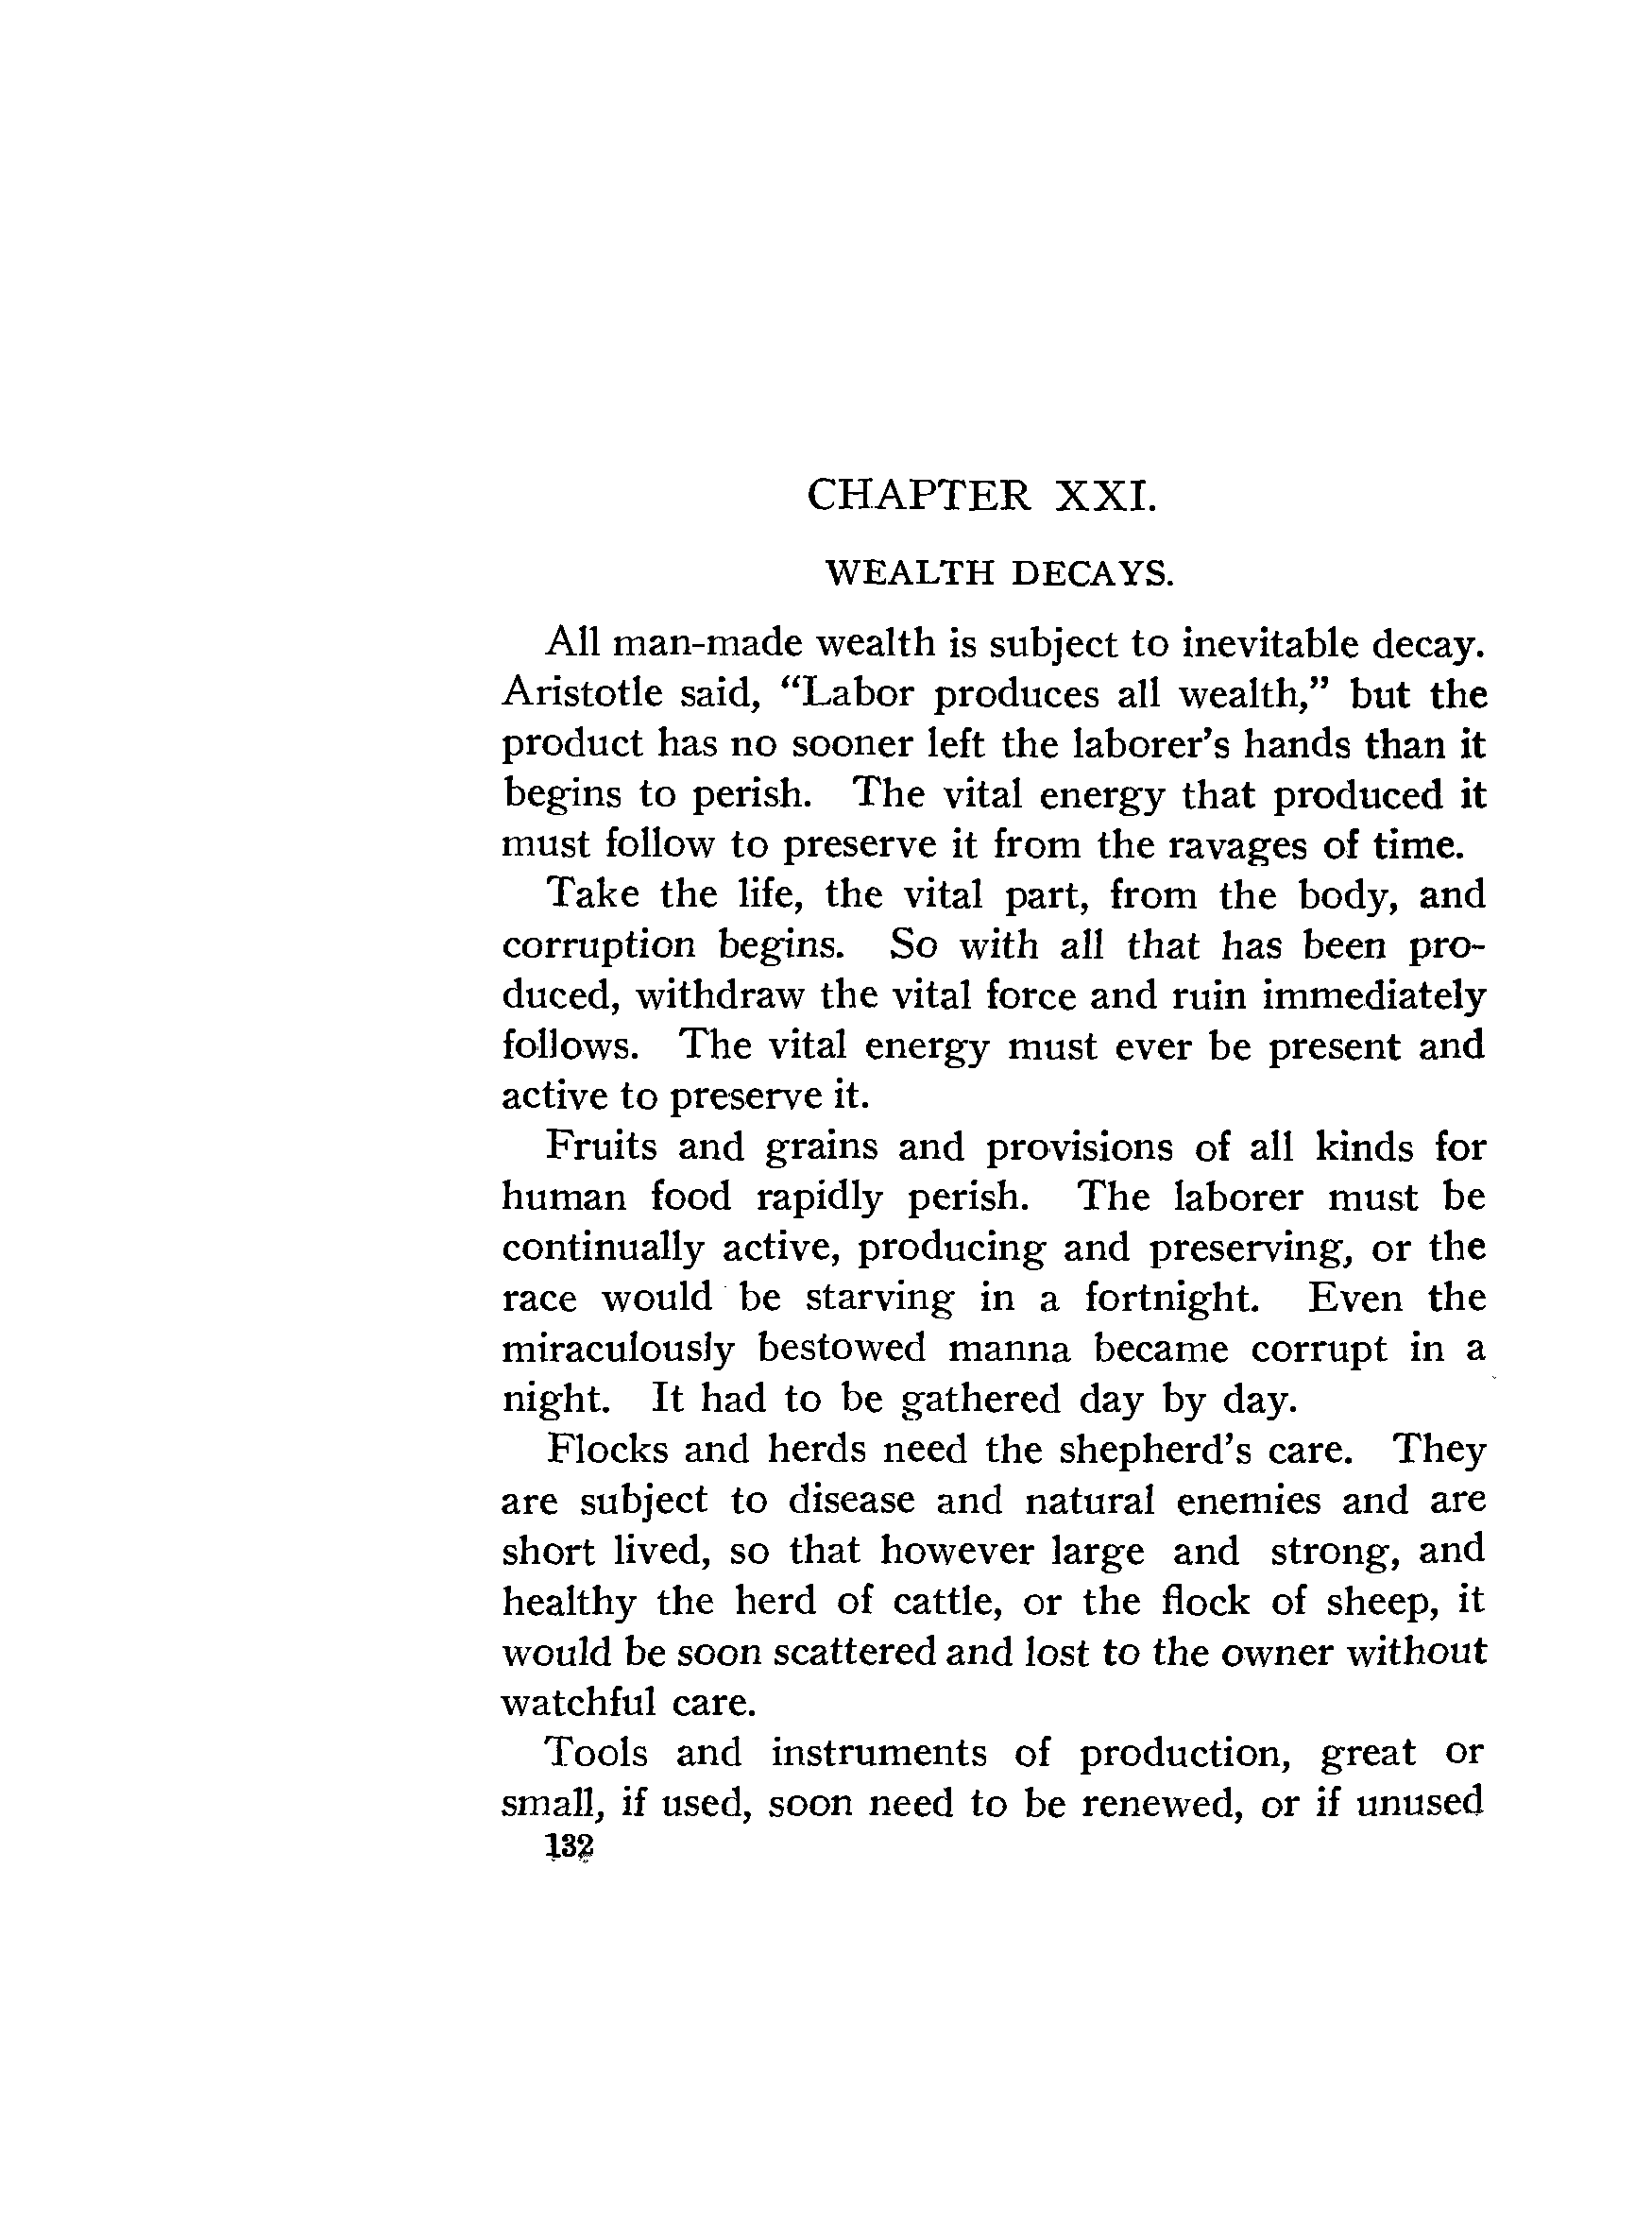 CHAPTER XXI.
WEALTH DECAYS.
All man-made wealth is subject to inevitable decay.
Aristotle said, “Labor produces all wealth,” but the
product has no sooner left the laborer’s hands than it
begins to perish. The vital energy that produced it
must follow to preserve it from the ravages of time.
Take the life, the vital part, from the body, and
corruption begins. So with all that has been pro-
duced, withdraw the vital force and ruin immediately
follows. The vital energy must ever be present and
active to preserve it.
Fruits and grains and provisions of all kinds for
human food rapidly perish. The laborer must be
continually active, producing and preserving, or the
race would be starving in a fortnight. Even the
miraculously bestowed manna became corrupt in a
night. It had to be gathered day by day.
Flocks and herds need the shepherd’s care. They
are subject to disease and natural enemies and are
short lived, so that however large and strong, and
healthy the herd of cattle, or the flock of sheep, it
would be soon scattered and lost to the owner without
watchful care.
Tools and instruments of production, great or
small, if used, soon need to be renewed, or if unused
132